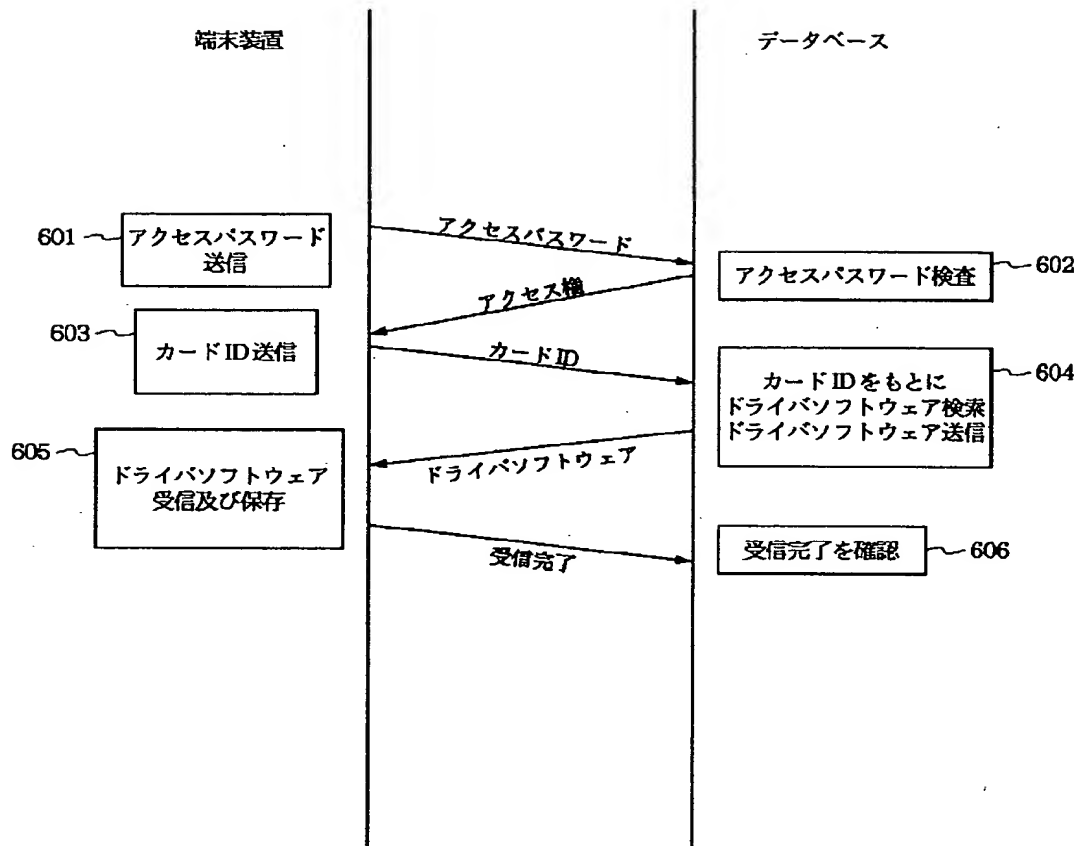 端末装置
データベース
601
アクセスパスワード
送信
アクセスパスワード
アクセスパスワード検査
602
アクセス権
603
カードID送信
カードID
カードIDをもとに
ドライバソフトウェア検索
ドライバソフトウェア送信
604
605
ドライバソフトウェア
受信及び保存
ドライバソフトウェア
受信完了
受信完了を確認
606